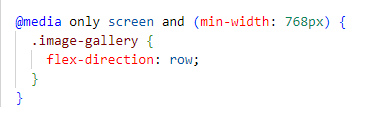 @media only screen and (min-width: 768px) {
  .image-gallery {
    flex-direction: row;
  }
}